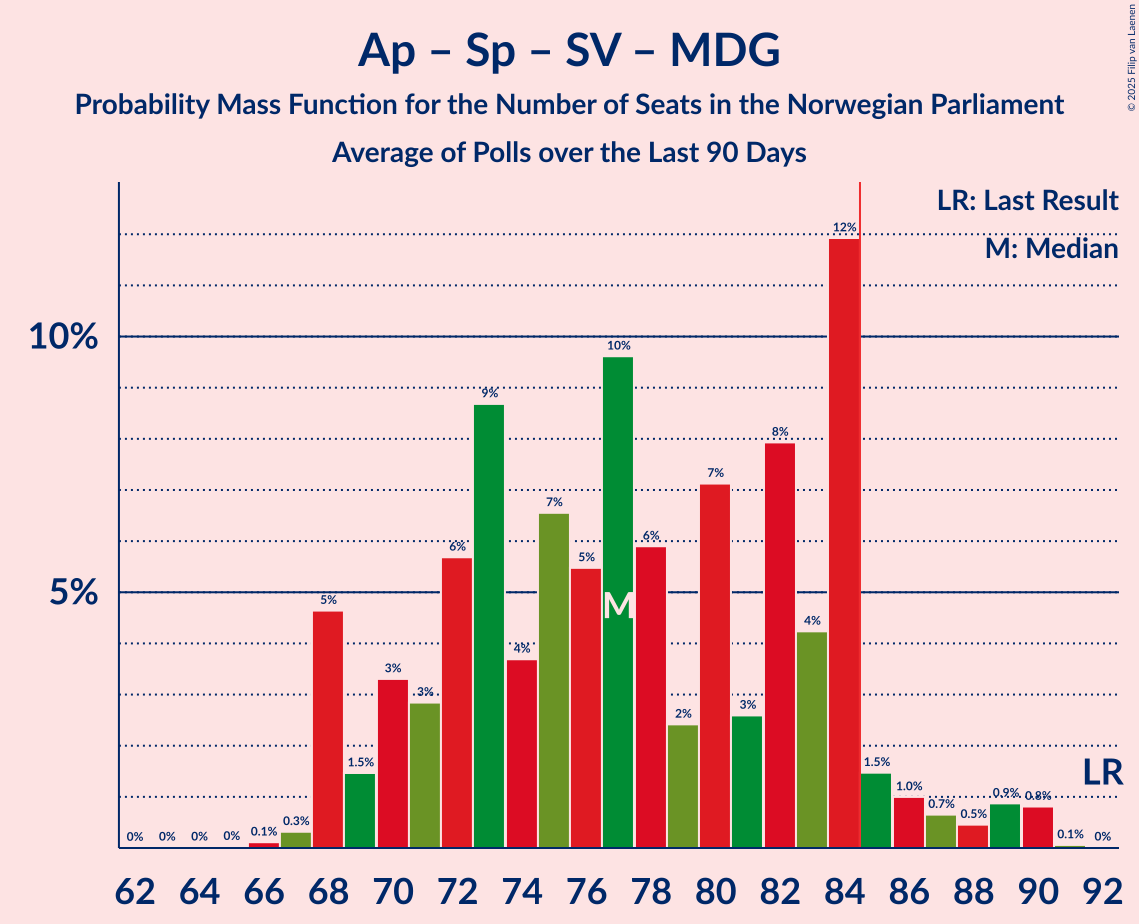 Ap – Sp – SV – MDG
Probability Mass Function for the Number of Seats in the Norwegian Parliament
Average of Polls over the Last 90 Days
© 2025 Filip van Laenen
LR: Last Result
M: Median
10%
5%
0% 0% 0% 0% 0.1% 0.3% 5% 1.5% 3% 3% 6% 9% 4% 7% 5% 10% 6% 2% 7% 3% 8% 4% 12% 1.5% 1.0% 0.7% 0.5% 0.9% 0.8% 0.1% 0%
M
LR
62 64 66 68 70 72 74 76 78 80 82 84 86 88 90 92